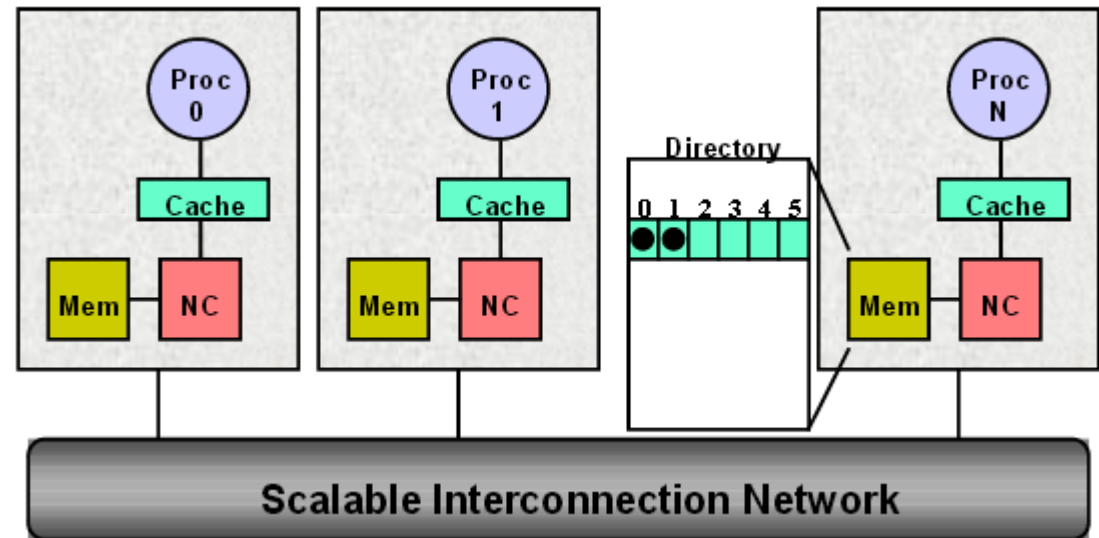 Proc
0
Cache
Mem
NC
Proc
1
Cache
Mem
NC
Directory
0 1 2 3 4 5
Proc
N
Cache
Mem
NC
Scalable Interconnection Network